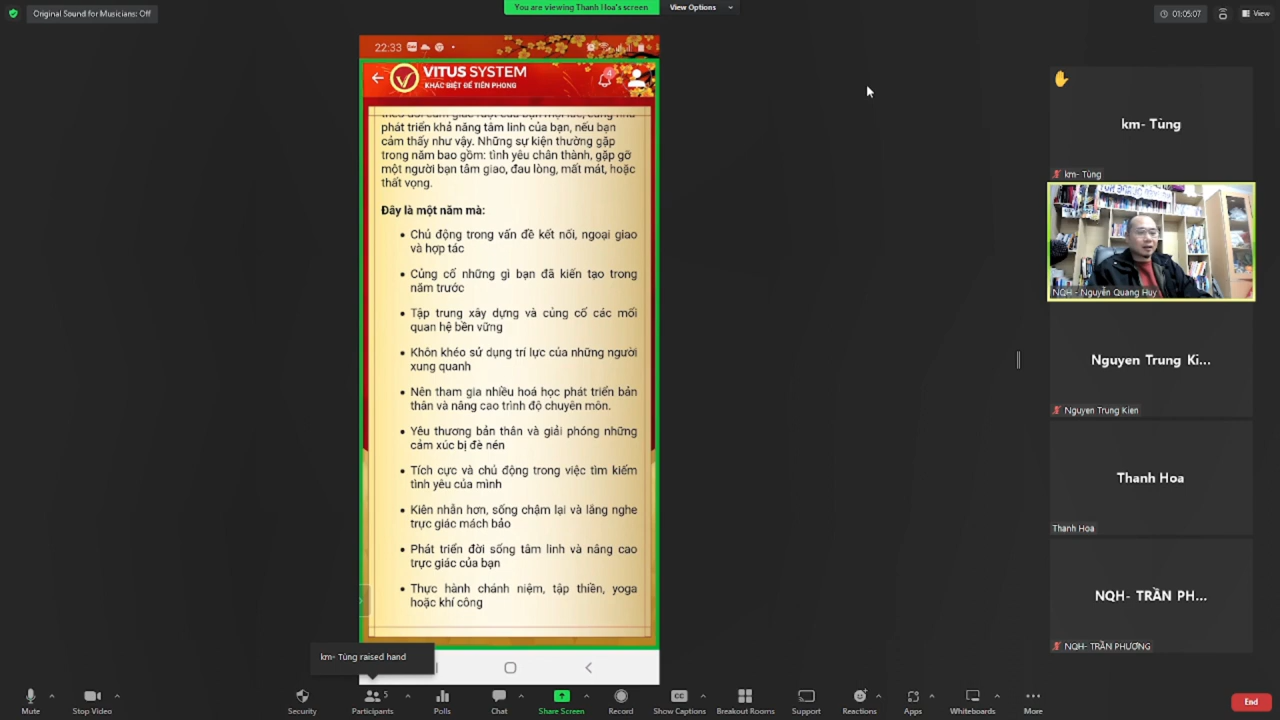 Original Sound for Musicians: Off
You are viewing Thanh Hoa's screen
View Options
01:05:07
View
22:33
VITUS SYSTEM
KHÁC BIỆT ĐỂ TIÊN PHONG
4
phát triển khả năng tâm linh của bạn, nếu bạn
cảm thấy như vậy. Những sự kiện thường gặp
trong năm bao gồm: tình yêu chân thành, gặp gỡ
một người bạn tâm giao, đau lòng, mất mát, hoặc
thất vọng.
Đây là một năm mà:
• Chủ động trong vấn đề kết nối, ngoại giao
và hợp tác
• Củng cố những gì bạn đã kiến tạo trong
năm trước
• Tập trung xây dựng và củng cố các mối
quan hệ bền vững
• Khôn khéo sử dụng trí lực của những người
xung quanh
• Nên tham gia nhiều hoá học phát triển bản
thân và nâng cao trình độ chuyên môn.
• Yêu thương bản thân và giải phóng những
cảm xúc bị đè nén
• Tích cực và chủ động trong việc tìm kiếm
tình yêu của mình
• Kiên nhẫn hơn, sống chậm lại và lắng nghe
trực giác mách bảo
• Phát triển đời sống tâm linh và nâng cao
trực giác của bạn
• Thực hành chánh niệm, tập thiền, yoga
hoặc khí công
km- Tùng raised hand
km- Tùng
km- Tùng
NQH - Nguyễn Quang Huy
Nguyen Trung Ki...
Nguyen Trung Kien
Thanh Hoa
Thanh Hoa
NQH- TRẦN PH...
NQH- TRẦN PHƯƠNG
Mute
Stop Video
Security
5
Participants
Polls
Chat
Share Screen
Record
CC
Show Captions
Breakout Rooms
Support
Reactions
Apps
Whiteboards
More
End